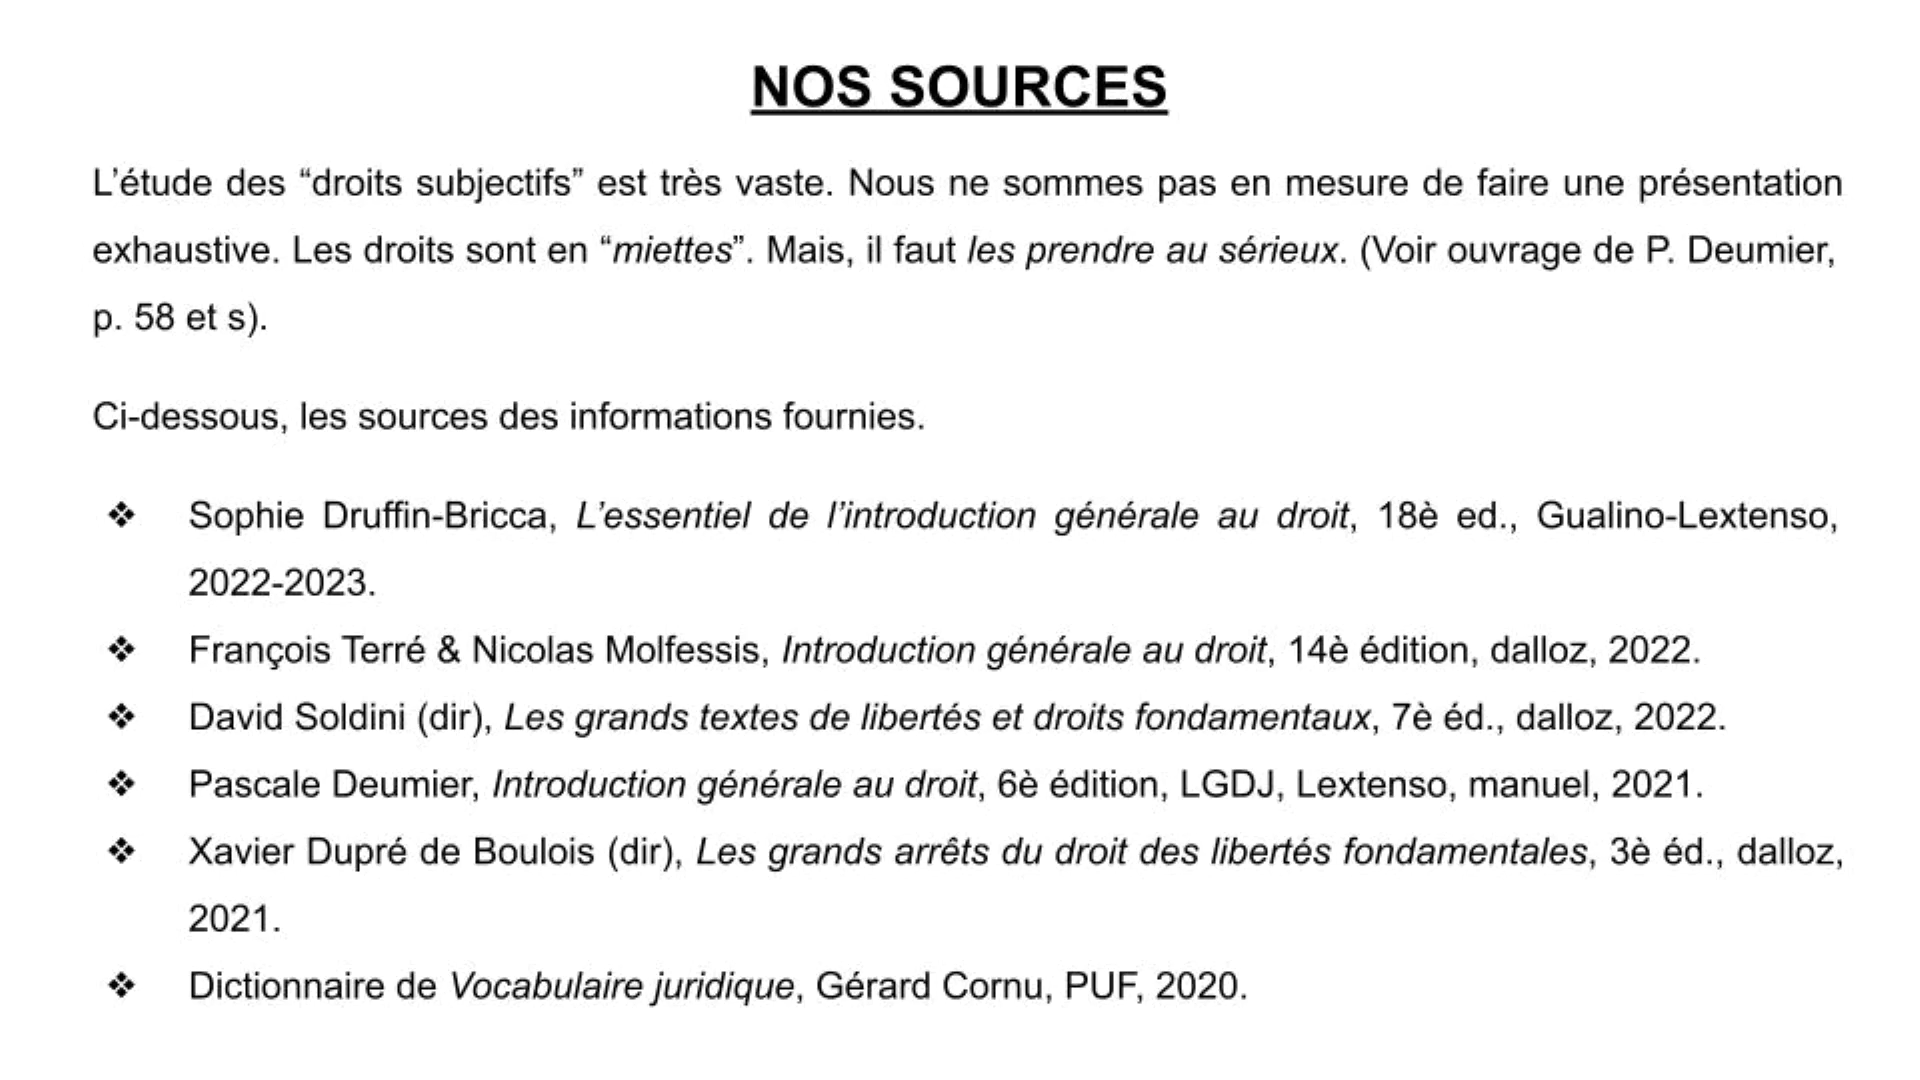 NOS SOURCES
L’étude des “droits subjectifs” est très vaste. Nous ne sommes pas en mesure de faire une présentation
exhaustive. Les droits sont en “miettes”. Mais, il faut les prendre au sérieux. (Voir ouvrage de P. Deumier,
p. 58 et s).
Ci-dessous, les sources des informations fournies.
❖ Sophie Druffin-Bricca, L’essentiel de l’introduction générale au droit, 18è ed., Gualino-Lextenso,
2022-2023.
❖ François Terré & Nicolas Molfessis, Introduction générale au droit, 14è édition, dalloz, 2022.
❖ David Soldini (dir), Les grands textes de libertés et droits fondamentaux, 7è éd., dalloz, 2022.
❖ Pascale Deumier, Introduction générale au droit, 6è édition, LGDJ, Lextenso, manuel, 2021.
❖ Xavier Dupré de Boulois (dir), Les grands arrêts du droit des libertés fondamentales, 3è éd., dalloz,
2021.
❖ Dictionnaire de Vocabulaire juridique, Gérard Cornu, PUF, 2020.